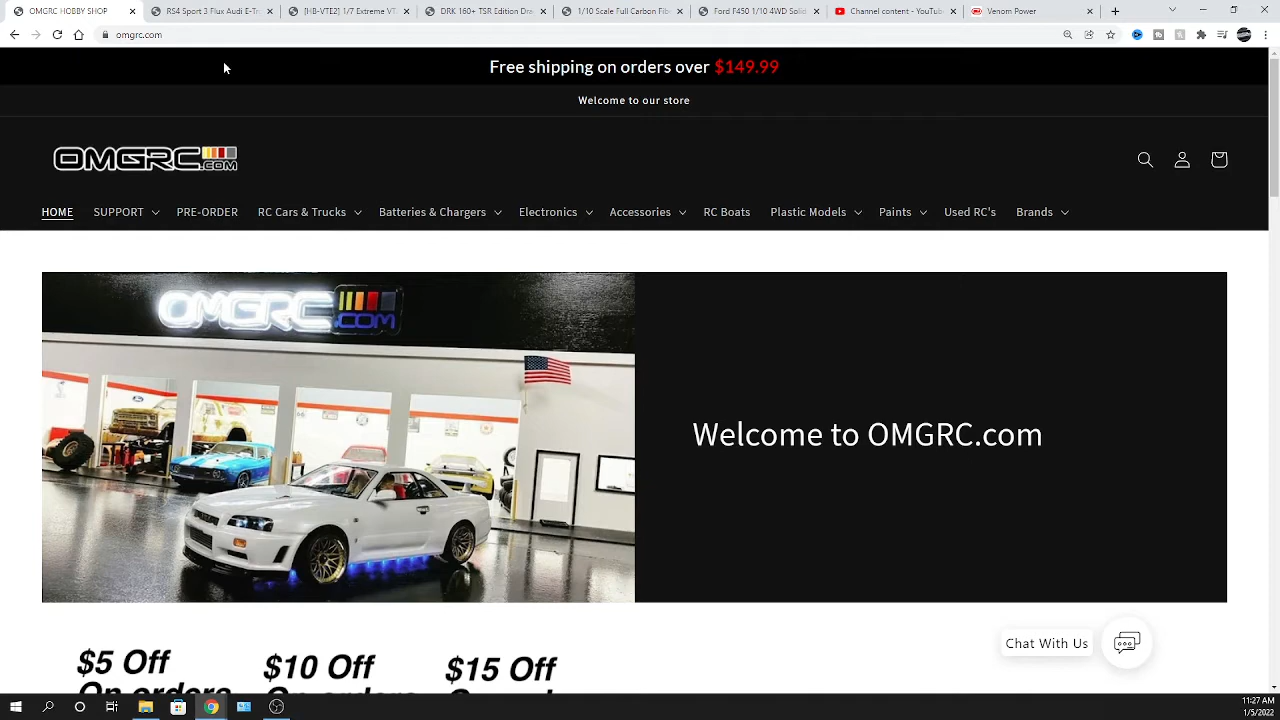 OMGRC HOBBY SHOP
RS4 Sport 3 Flux Audi E-Tr
[HB-VTE2] 1/7 Extreme VT
DRK 160+ TSR Edition Dra
1/10 Scale Full Carbon Fib
Ford F450 1/10 4WD Solid
Channel content - YouTub
Venom Power
omgrc.com
Free shipping on orders over $149.99
Welcome to our store
OMGRC.COM
HOME
SUPPORT
PRE-ORDER
RC Cars & Trucks
Batteries & Chargers
Electronics
Accessories
RC Boats
Plastic Models
Paints
Used RC's
Brands
OMGRC.COM
Welcome to OMGRC.com
Chat With Us
$5 Off
On orders
$10 Off
On orders
$15 Off
11:27 AM
1/5/2022